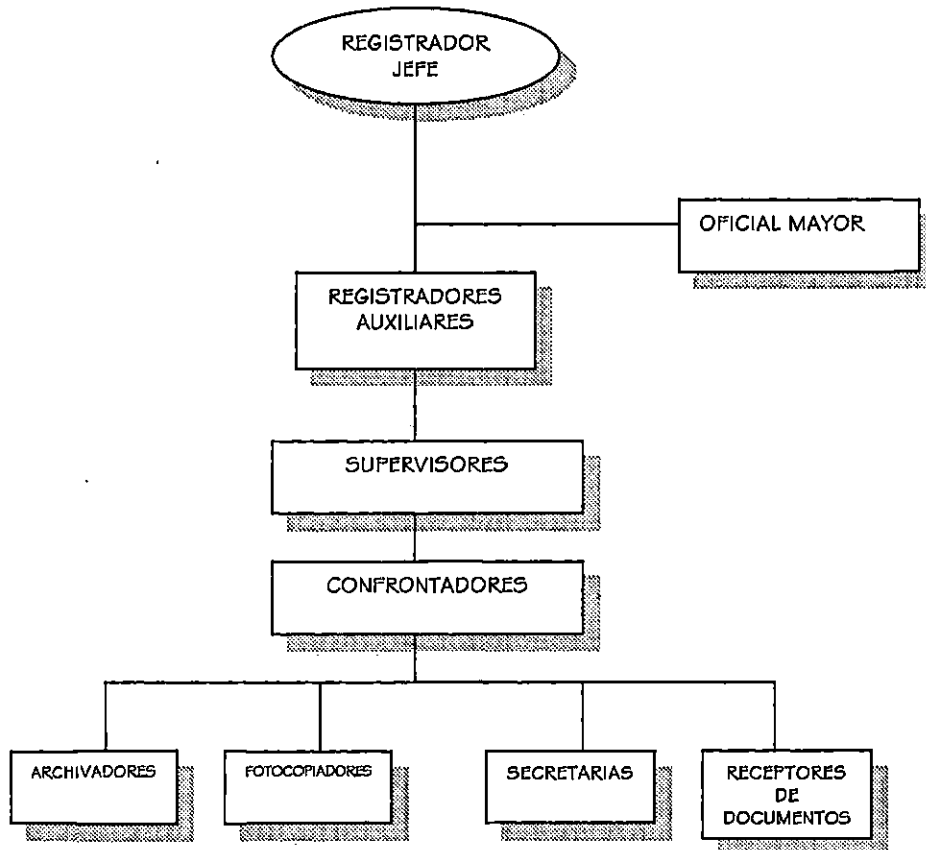 REGISTRADOR
JEFE
OFICIAL MAYOR
REGISTRADORES
AUXILIARES
SUPERVISORES
CONFRONTADORES
ARCHIVADORES
FOTOCOPIADORES
SECRETARIAS
RECEPTORES
DE
DOCUMENTOS